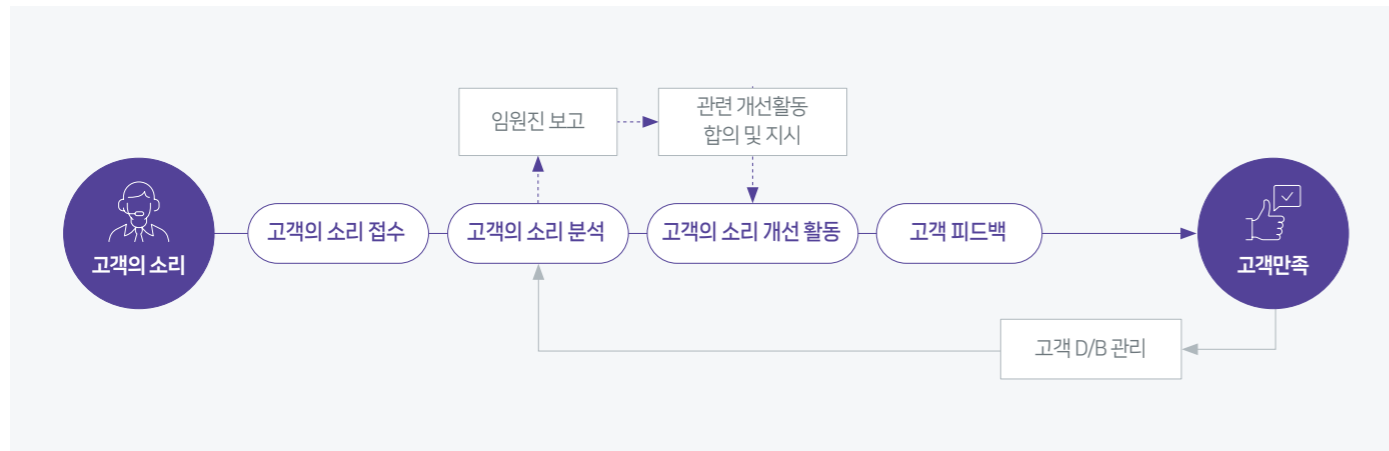 임원진 보고
관련 개선활동
합의 및 지시
고객의 소리
고객의 소리 접수
고객의 소리 분석
고객의 소리 개선 활동
고객 피드백
고객만족
고객 D/B 관리